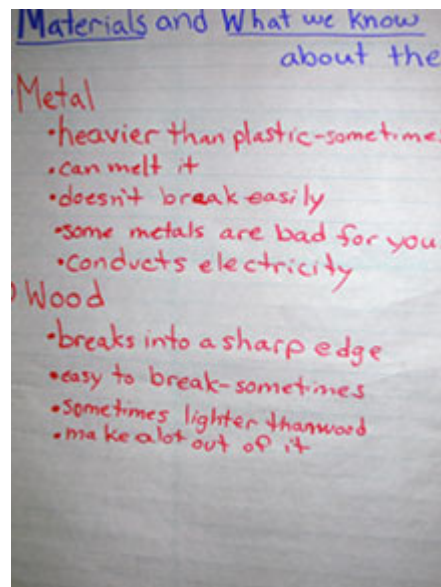 Materials and What we know
about the
Metal
•heavier than plastic-sometime
•can melt it
•doesn't break easily
•some metals are bad for you
•conducts electricity
Wood
•breaks into a sharp edge
•easy to break-sometimes
•sometimes lighter than wood
•make a lot out of it